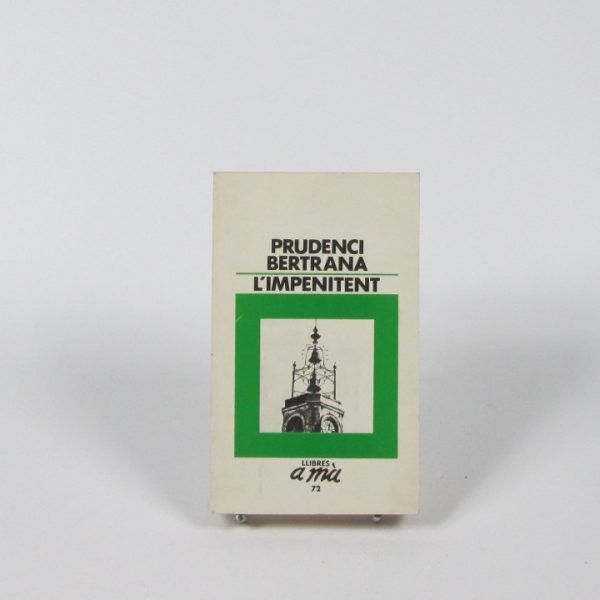 PRUDENCI
BERTRANA
L'IMPENITENT
LLIBRES
a mà
72